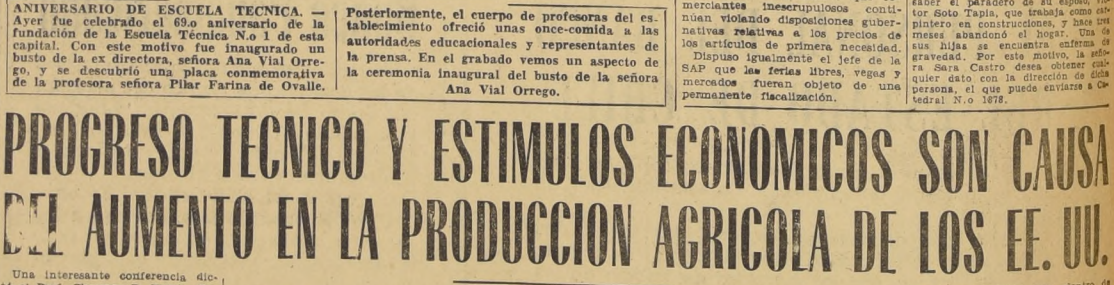 ANIVERSARIO DE ESCUELA TECNICA. —
Ayer fue celebrado el 69.o aniversario de la
fundación de la Escuela Técnica N.o 1 de esta
capital. Con este motivo fue inaugurado un
busto de la ex directora, señora Ana Vial Orre-
go, y se descubrió una placa conmemorativa
de la profesora señora Pilar Farina de Ovalle.
Posteriormente, el cuerpo de profesoras del es-
tablecimiento ofreció unas once-comida a las
autoridades educacionales y representantes de
la prensa. En el grabado vemos un aspecto de
la ceremonia inaugural del busto de la señora
Ana Vial Orrego.
merciantes inescrupulosos conti-
núan violando disposiciones guber-
nativas relativas a los precios de
los artículos de primera necesidad.
Dispuso igualmente el jefe de la
SAP que las ferias libres, vegas y
mercados fueran objeto de una
permanente fiscalización.
saber el paradero de su esposo,
tor Soto Tapia, que trabaja como car-
pintero en construcciones, y hace tres
meses abandonó el hogar. Una de
sus hijas se encuentra enferma de
gravedad. Por este motivo, la seño-
ra Sara Castro desea obtener cual-
quier dato con la dirección de dicha
persona, el que puede enviarse a Ca-
tedral N.o 1878.
PROGRESO TECNICO Y ESTIMULOS ECONOMICOS SON CAUSA
DEL AUMENTO EN LA PRODUCCION AGRICOLA DE LOS EE. UU.
Una interesante conferencia dic-